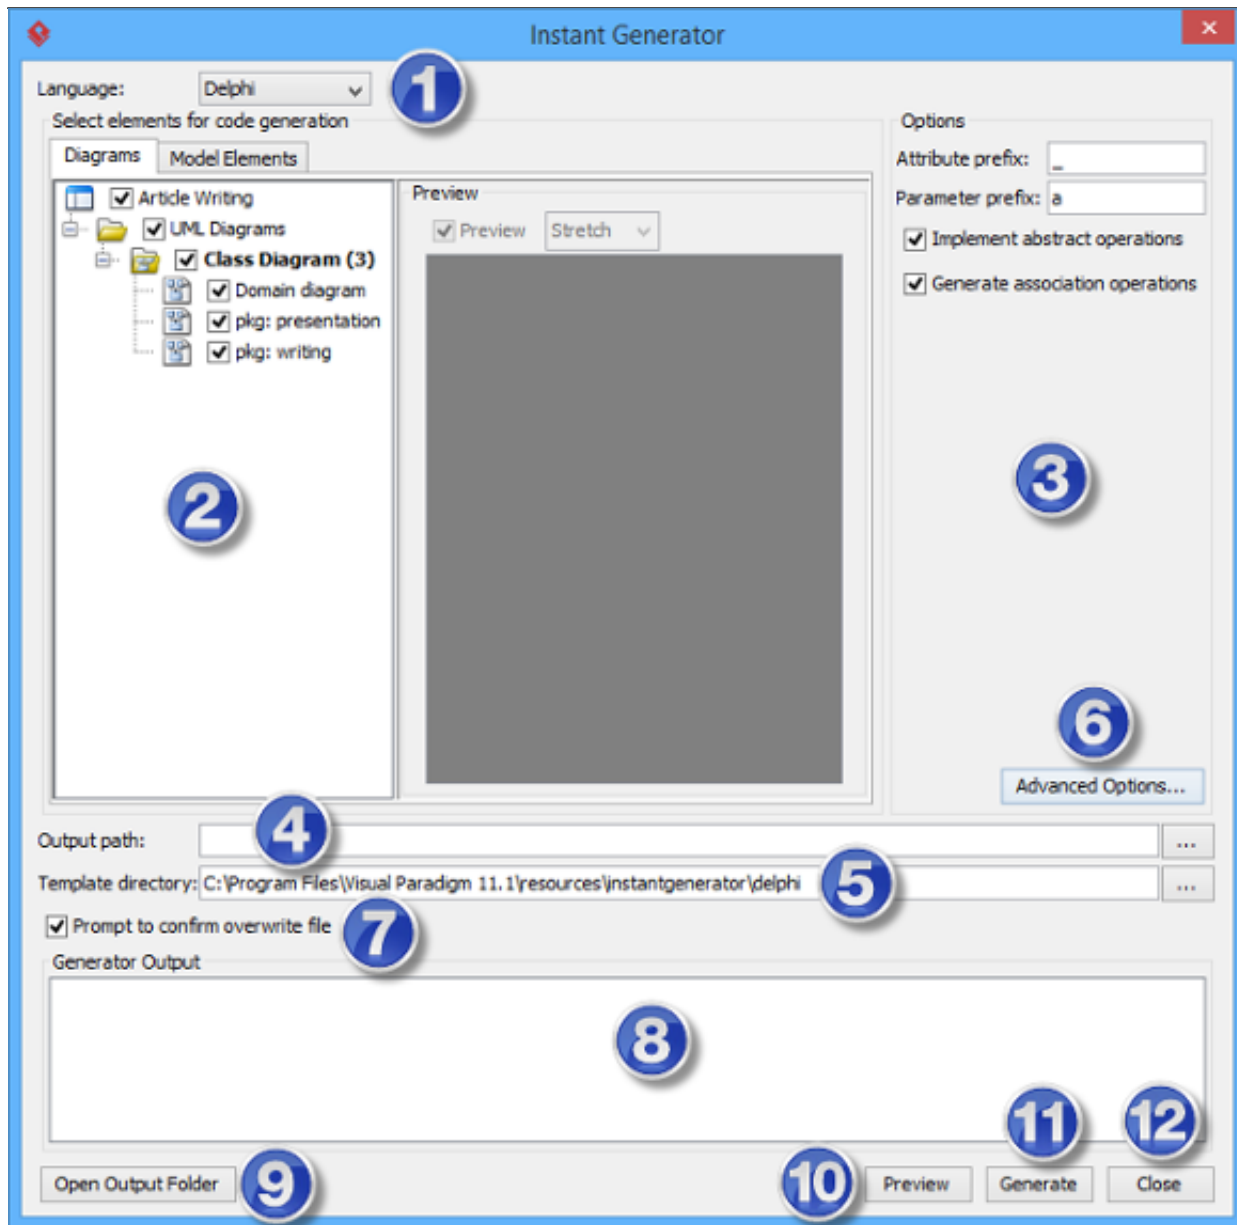 Instant Generator
Language: Delphi 1
Select elements for code generation
Options
Diagrams Model Elements
Attribute prefix: _
Article Writing
Preview
Parameter prefix: a
UML Diagrams
Preview Stretch
Implement abstract operations
Class Diagram (3)
Domain diagram
Generate association operations
pkg: presentation
pkg: writing
2
3
6
Advanced Options...
4
Output path: ...
Template directory: C:\Program Files\Visual Paradigm 11.1\resources\instantgenerator\delphi 5 ...
Prompt to confirm overwrite file 7
Generator Output
8
11 12
Open Output Folder 9 10 Preview Generate Close